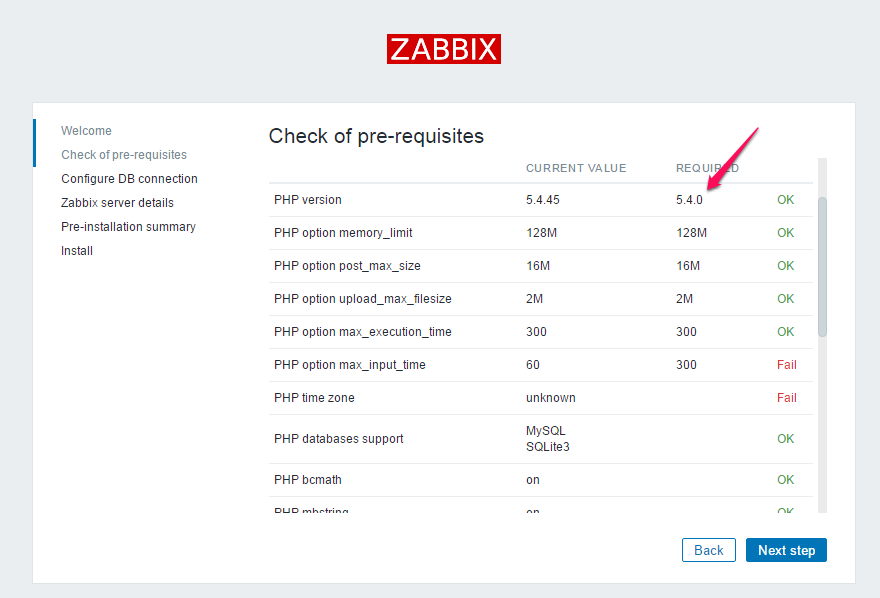 ZABBIX
Welcome
Check of pre-requisites
Configure DB connection
Zabbix server details
Pre-installation summary
Install
Check of pre-requisites
CURRENT VALUE REQUIRED
PHP version 5.4.45 5.4.0 OK
PHP option memory_limit 128M 128M OK
PHP option post_max_size 16M 16M OK
PHP option upload_max_filesize 2M 2M OK
PHP option max_execution_time 300 300 OK
PHP option max_input_time 60 300 Fail
PHP time zone unknown Fail
PHP databases support MySQL OK
SQLite3
PHP bcmath on OK
PHP mbstring on OK
Back Next step